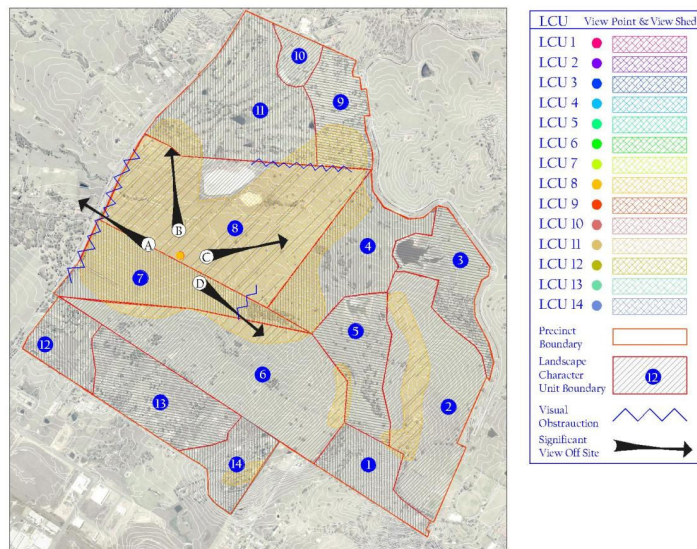 10
11
9
B
A
8
C
4
3
7
D
5
12
6
2
13
14
1
LCU View Point & View Shed
LCU 1
LCU 2
LCU 3
LCU 4
LCU 5
LCU 6
LCU 7
LCU 8
LCU 9
LCU 10
LCU 11
LCU 12
LCU 13
LCU 14
Precinct
Boundary
Landscape
Character
Unit Boundary
12
Visual
Obstrauction
Significant
View Off Site